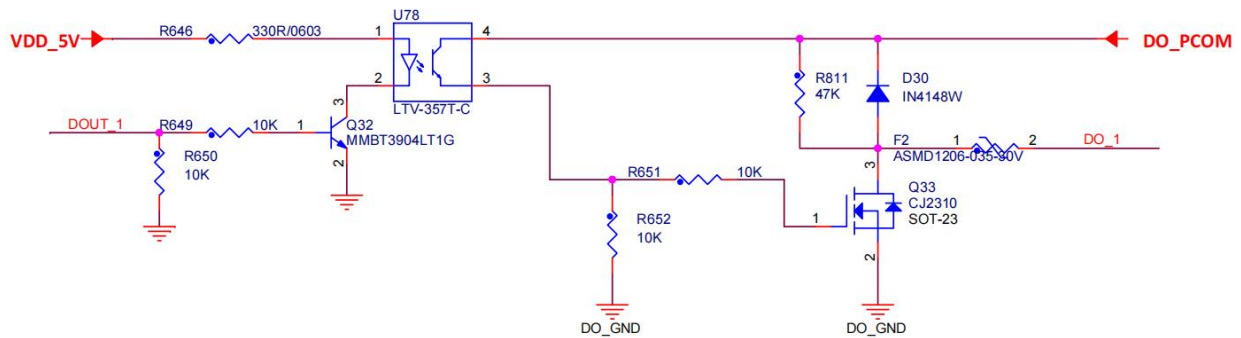 U78
VDD_5V
R646
330R/0603
1
4
DO_PCOM
2
3
LTV-357T-C
R811
47K
D30
IN4148W
DOUT_1
R649
10K
1
3
Q32
MMBT3904LT1G
2
R650
10K
F2
ASMD1206-035-30V
1
2
DO_1
R651
10K
R652
10K
3
Q33
CJ2310
SOT-23
1
2
DO_GND
DO_GND